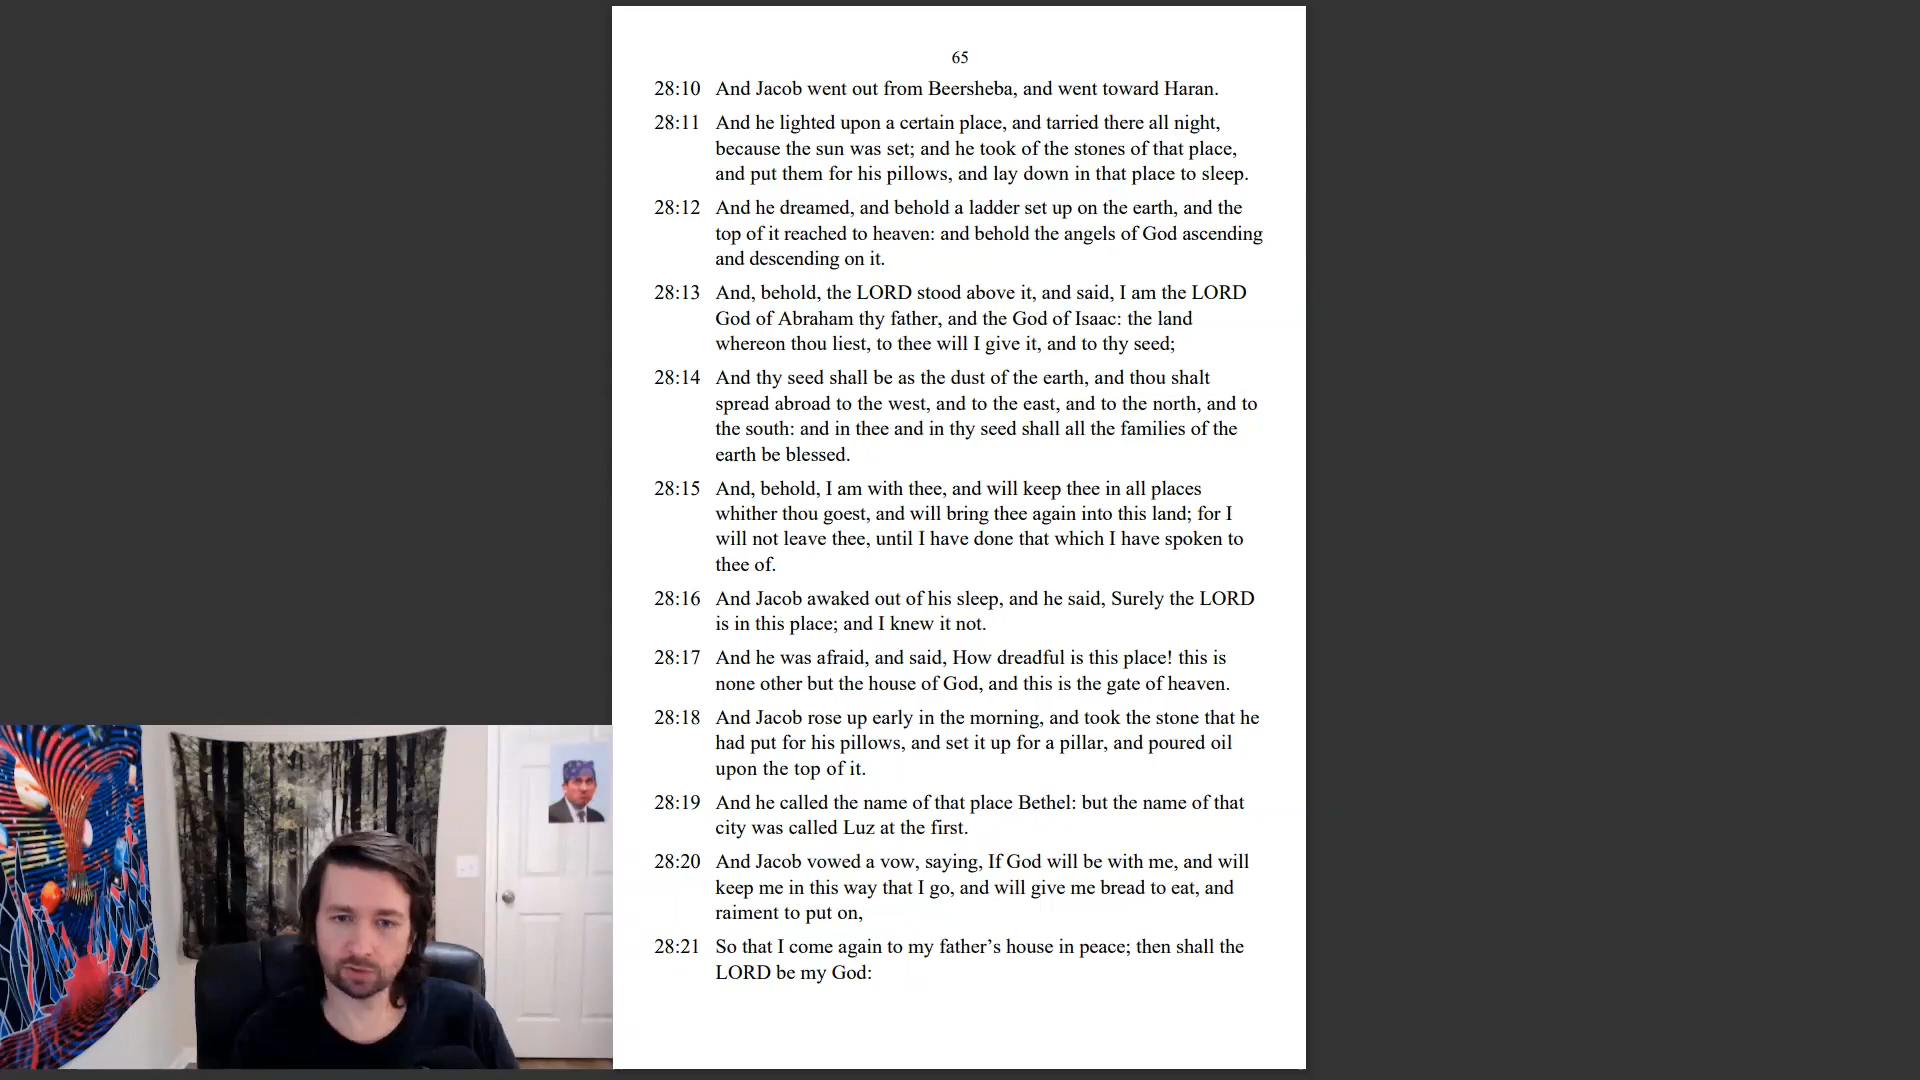 65
28:10 And Jacob went out from Beersheba, and went toward Haran.
28:11 And he lighted upon a certain place, and tarried there all night,
because the sun was set; and he took of the stones of that place,
and put them for his pillows, and lay down in that place to sleep.
28:12 And he dreamed, and behold a ladder set up on the earth, and the
top of it reached to heaven: and behold the angels of God ascending
and descending on it.
28:13 And, behold, the LORD stood above it, and said, I am the LORD
God of Abraham thy father, and the God of Isaac: the land
whereon thou liest, to thee will I give it, and to thy seed;
28:14 And thy seed shall be as the dust of the earth, and thou shalt
spread abroad to the west, and to the east, and to the north, and to
the south: and in thee and in thy seed shall all the families of the
earth be blessed.
28:15 And, behold, I am with thee, and will keep thee in all places
whither thou goest, and will bring thee again into this land; for I
will not leave thee, until I have done that which I have spoken to
thee of.
28:16 And Jacob awaked out of his sleep, and he said, Surely the LORD
is in this place; and I knew it not.
28:17 And he was afraid, and said, How dreadful is this place! this is
none other but the house of God, and this is the gate of heaven.
28:18 And Jacob rose up early in the morning, and took the stone that he
had put for his pillows, and set it up for a pillar, and poured oil
upon the top of it.
28:19 And he called the name of that place Bethel: but the name of that
city was called Luz at the first.
28:20 And Jacob vowed a vow, saying, If God will be with me, and will
keep me in this way that I go, and will give me bread to eat, and
raiment to put on,
28:21 So that I come again to my father’s house in peace; then shall the
LORD be my God: